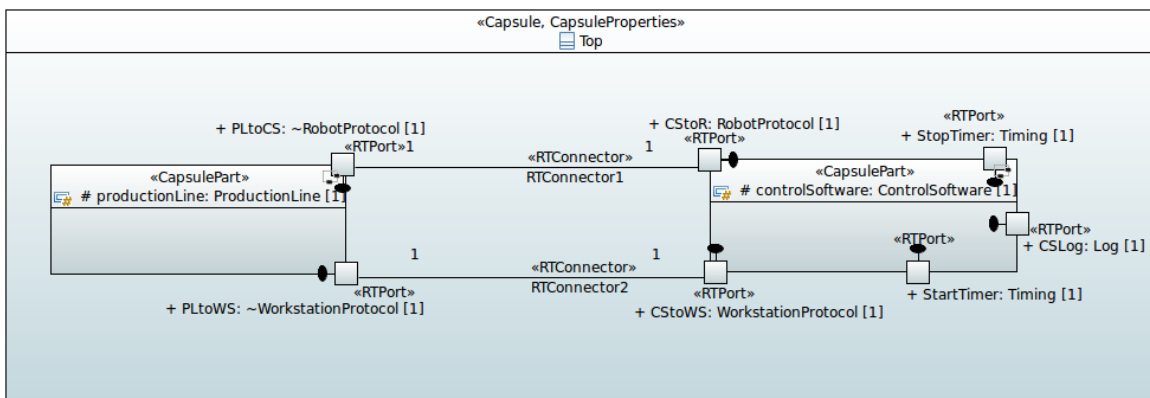 «Capsule, CapsuleProperties»
Top
+ PLtoCS: ~RobotProtocol [1]
«RTPort»1
«CapsulePart»
# productionLine: ProductionLine [1]
1
«RTPort»
+ PLtoWS: ~WorkstationProtocol [1]
«RTConnector»
RTConnector1
1
«RTConnector»
RTConnector2
1
+ CStoR: RobotProtocol [1]
«RTPort»
«RTPort»
+ StopTimer: Timing [1]
«CapsulePart»
# controlSoftware: ControlSoftware [1]
«RTPort»
+ CSLog: Log [1]
«RTPort»
+ StartTimer: Timing [1]
«RTPort»
+ CStoWS: WorkstationProtocol [1]